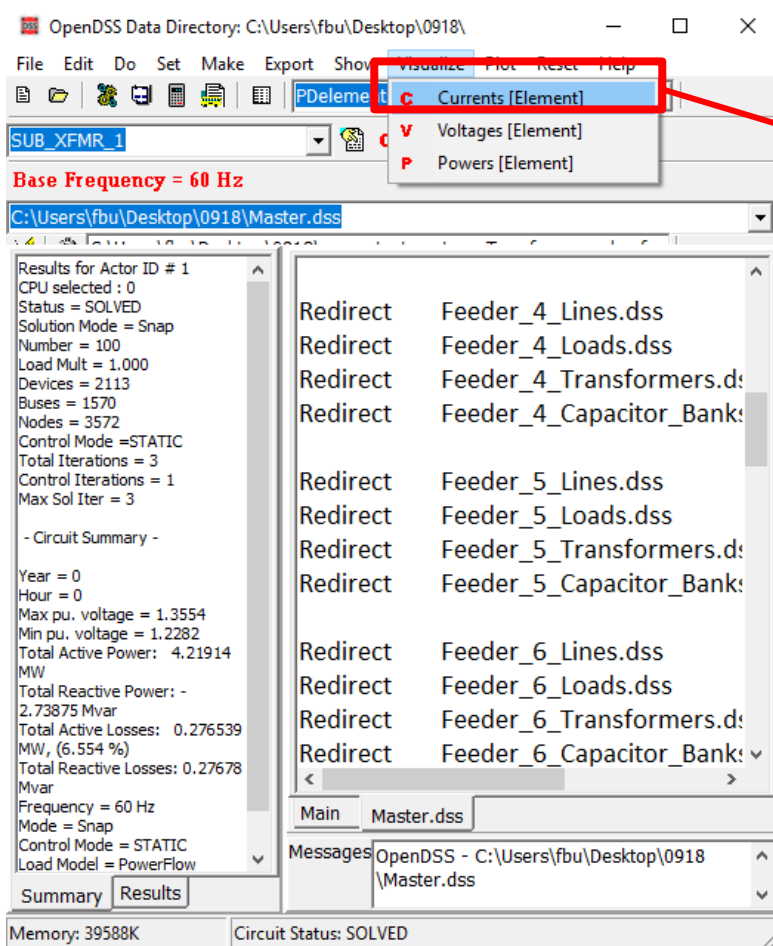 OpenDSS Data Directory: C:\Users\fbu\Desktop\0918\
File Edit Do Set Make Export Show Visualize Plot Reset Help
PDelement
C Currents [Element]
V Voltages [Element]
P Powers [Element]
SUB_XFMR_1
Base Frequency = 60 Hz
C:\Users\fbu\Desktop\0918\Master.dss
Results for Actor ID # 1
CPU selected : 0
Status = SOLVED
Solution Mode = Snap
Number = 100
Load Mult = 1.000
Devices = 2113
Buses = 1570
Nodes = 3572
Control Mode =STATIC
Total Iterations = 3
Control Iterations = 1
Max Sol Iter = 3
- Circuit Summary -
Year = 0
Hour = 0
Max pu. voltage = 1.3554
Min pu. voltage = 1.2282
Total Active Power: 4.21914
MW
Total Reactive Power: -
2.73875 Mvar
Total Active Losses: 0.276539
MW, (6.554 %)
Total Reactive Losses: 0.27678
Mvar
Frequency = 60 Hz
Mode = Snap
Control Mode = STATIC
Load Model = PowerFlow
Summary Results
Redirect Feeder_4_Lines.dss
Redirect Feeder_4_Loads.dss
Redirect Feeder_4_Transformers.ds
Redirect Feeder_4_Capacitor_Banks
Redirect Feeder_5_Lines.dss
Redirect Feeder_5_Loads.dss
Redirect Feeder_5_Transformers.ds
Redirect Feeder_5_Capacitor_Banks
Redirect Feeder_6_Lines.dss
Redirect Feeder_6_Loads.dss
Redirect Feeder_6_Transformers.ds
Redirect Feeder_6_Capacitor_Banks
Main Master.dss
Messages OpenDSS - C:\Users\fbu\Desktop\0918
\Master.dss
Memory: 39588K Circuit Status: SOLVED